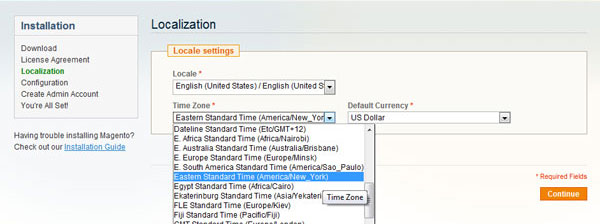 Installation
Download
License Agreement
Localization
Configuration
Create Admin Account
You're All Set!
Having trouble installing Magento?
Check out our Installation Guide
Localization
Locale settings
Locale *
English (United States) / English (United S
Time Zone *
Eastern Standard Time (America/New_Yor
Default Currency *
US Dollar
Dateline Standard Time (Etc/GMT+12)
E. Africa Standard Time (Africa/Nairobi)
E. Australia Standard Time (Australia/Brisbane)
E. Europe Standard Time (Europe/Minsk)
E. South America Standard Time (America/Sao_Paulo)
Eastern Standard Time (America/New_York)
Egypt Standard Time (Africa/Cairo)
Ekaterinburg Standard Time (Asia/Yekateri
Time Zone
FLE Standard Time (Europe/Kiev)
Fiji Standard Time (Pacific/Fiji)
GMT Standard Time (Europe/London)
* Required Fields
Continue